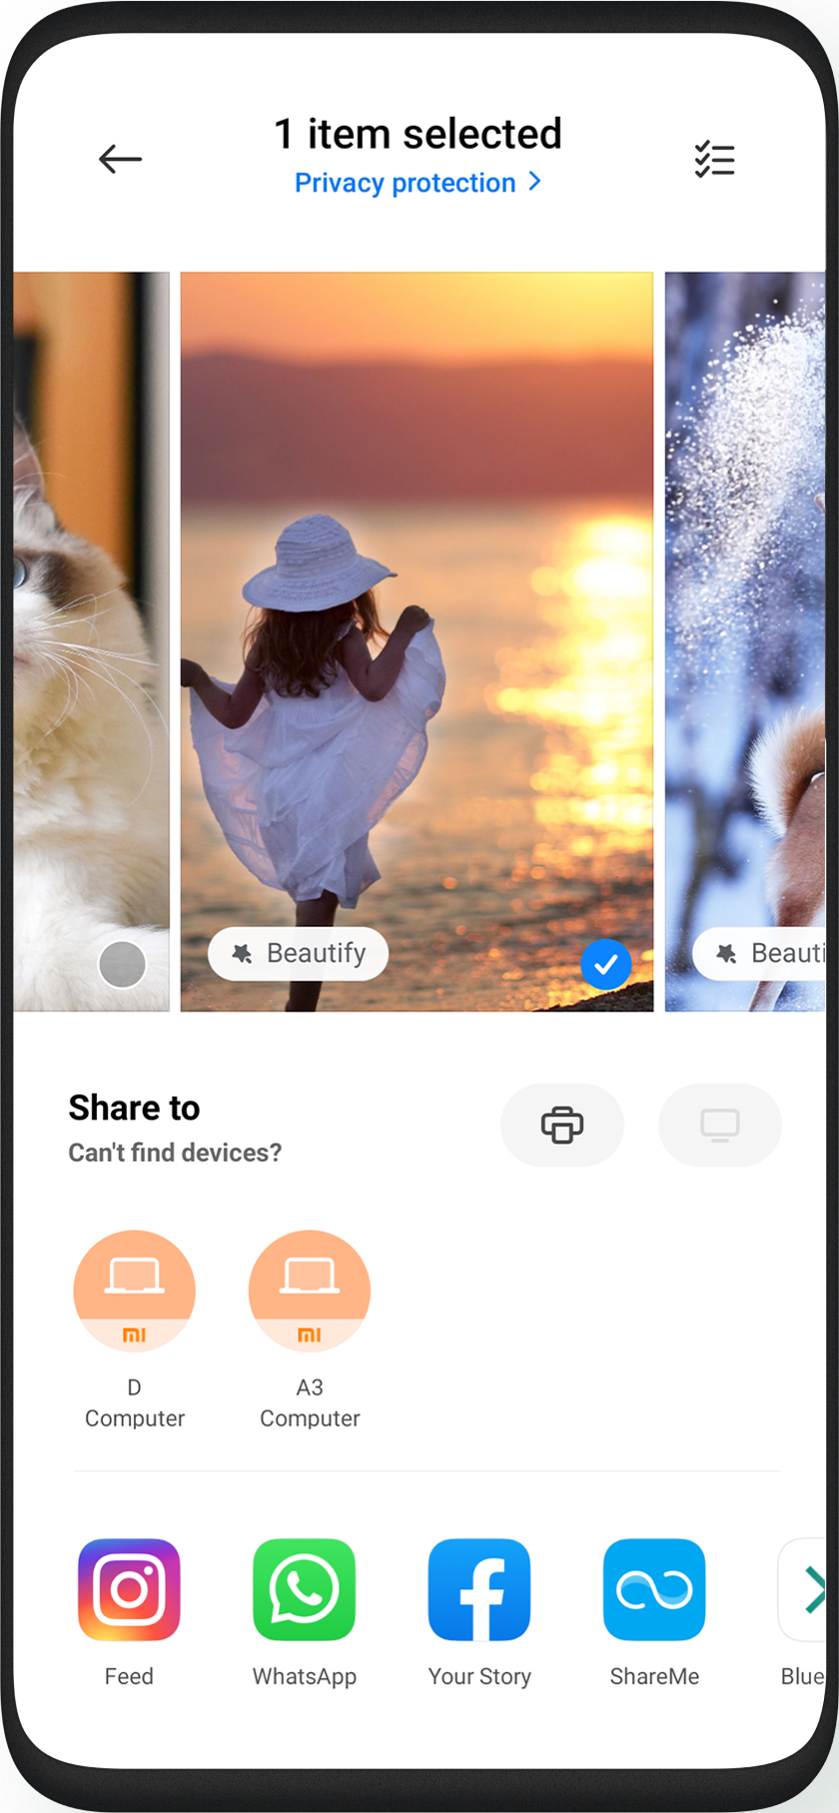 1 item selected
Privacy protection
Beautify
Beauti
Share to
Can't find devices?
mi
mi
D
Computer
A3
Computer
Feed
WhatsApp
Your Story
ShareMe
Blue